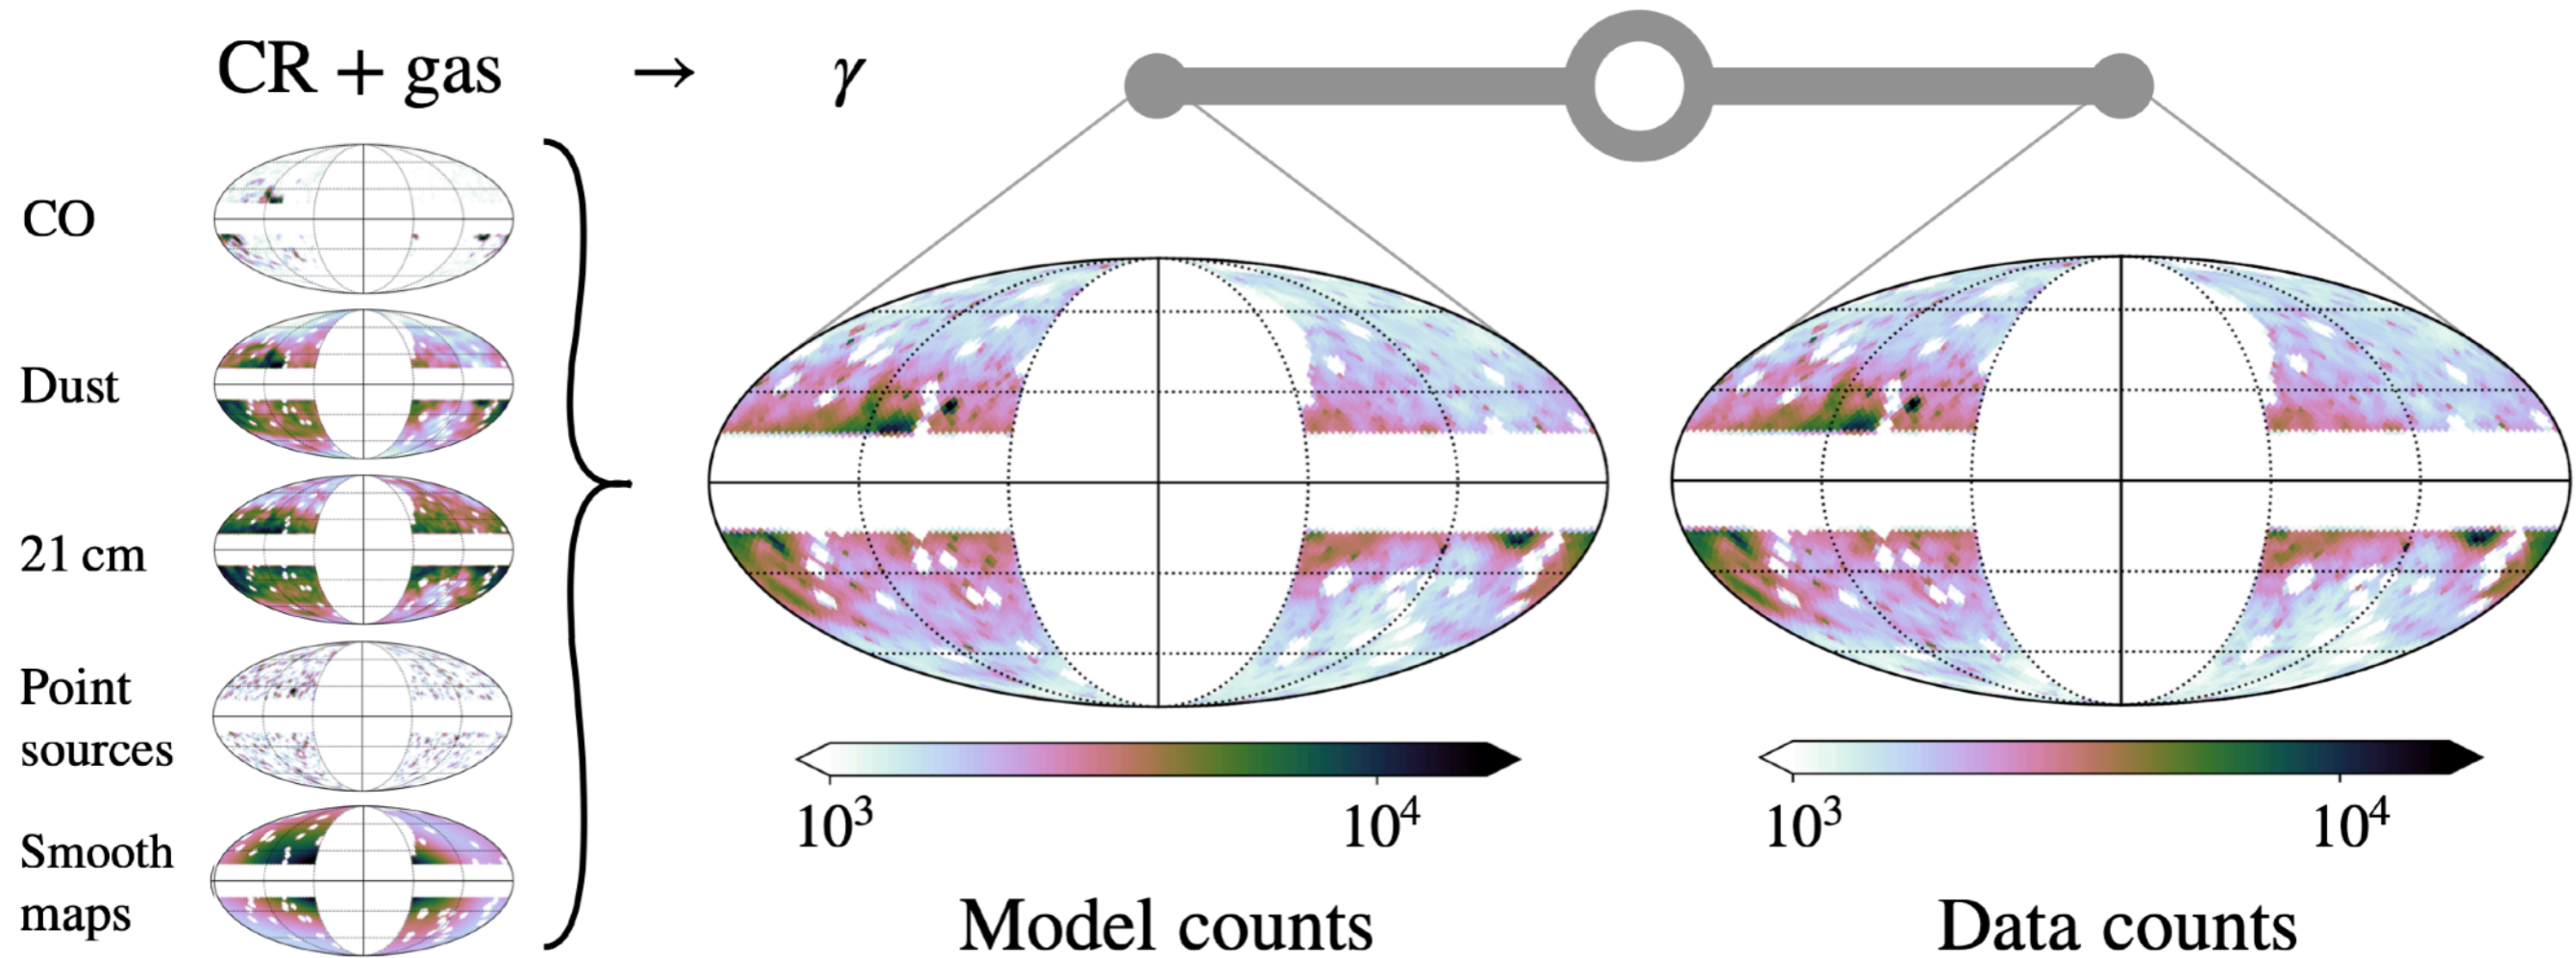 CR + gas → γ
CO
Dust
21 cm
Point
sources
Smooth
maps
10³ 10⁴
Model counts
10³ 10⁴
Data counts